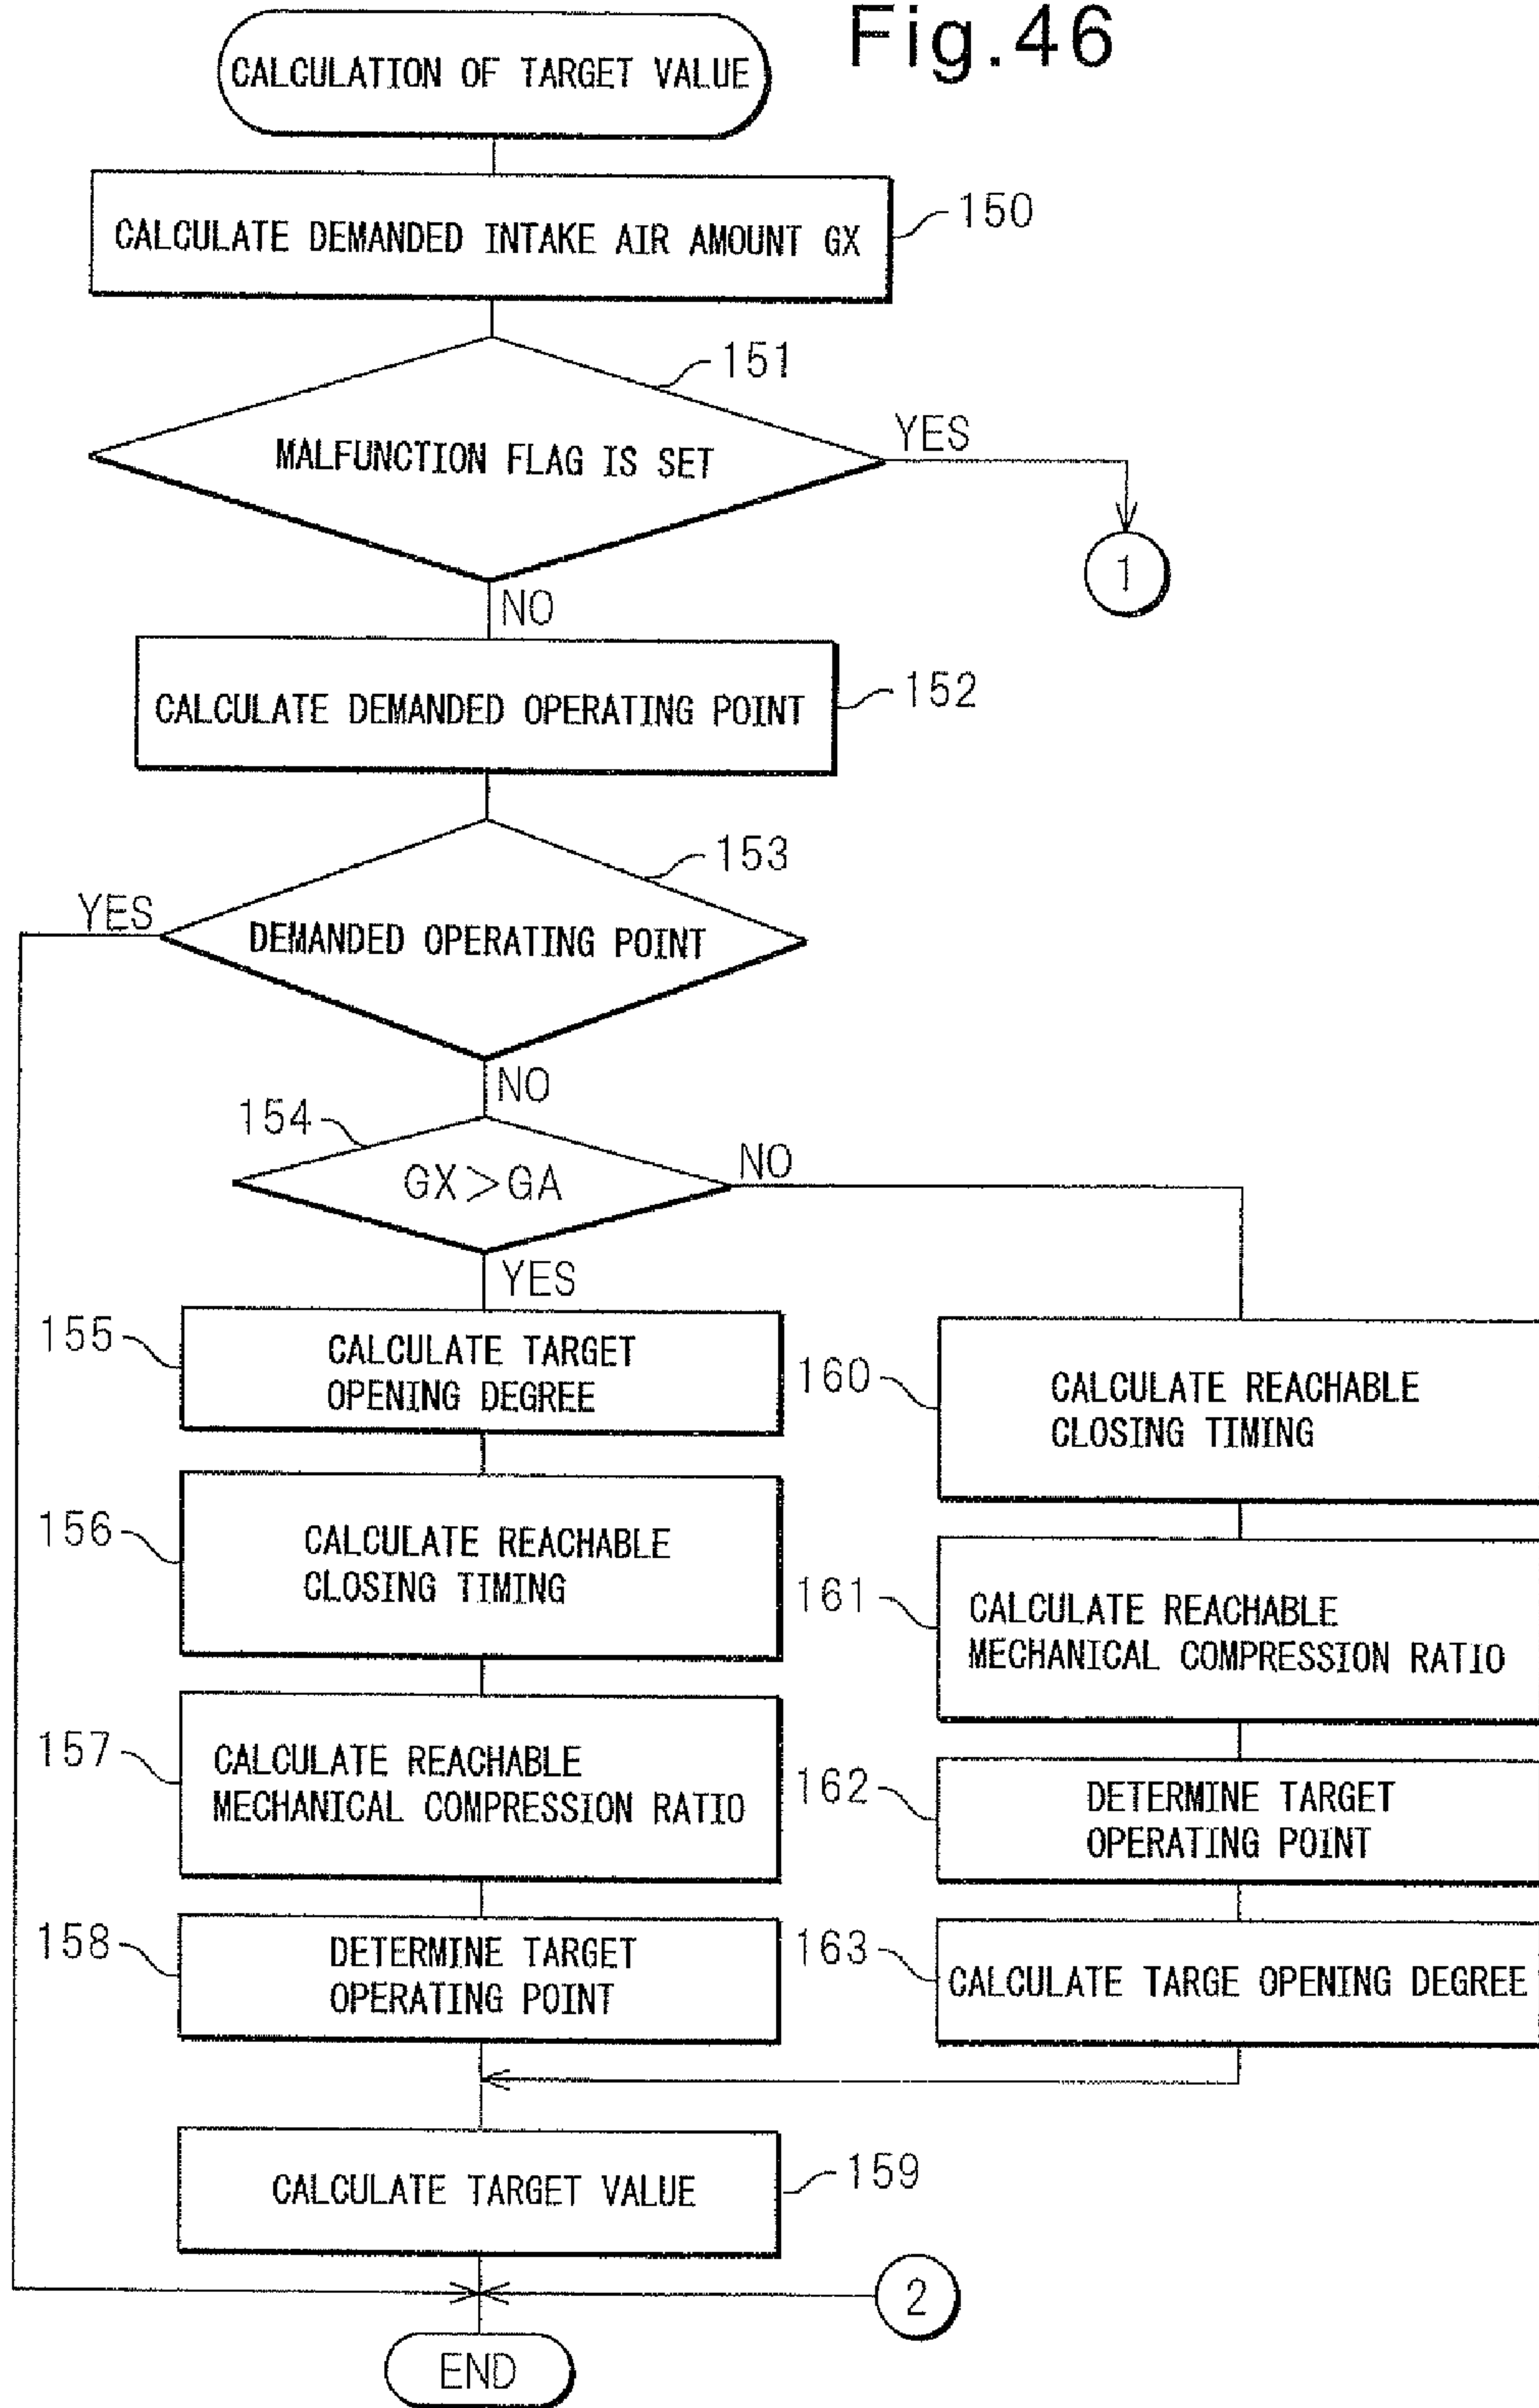 Fig.46
CALCULATION OF TARGET VALUE
CALCULATE DEMANDED INTAKE AIR AMOUNT GX
150
151
MALFUNCTION FLAG IS SET
YES
1
NO
CALCULATE DEMANDED OPERATING POINT
152
153
YES
DEMANDED OPERATING POINT
NO
154
GX>GA
NO
YES
155
CALCULATE TARGET
OPENING DEGREE
156
CALCULATE REACHABLE
CLOSING TIMING
157
CALCULATE REACHABLE
MECHANICAL COMPRESSION RATIO
158
DETERMINE TARGET
OPERATING POINT
160
CALCULATE REACHABLE
CLOSING TIMING
161
CALCULATE REACHABLE
MECHANICAL COMPRESSION RATIO
162
DETERMINE TARGET
OPERATING POINT
163
CALCULATE TARGE OPENING DEGREE
CALCULATE TARGET VALUE
159
2
END